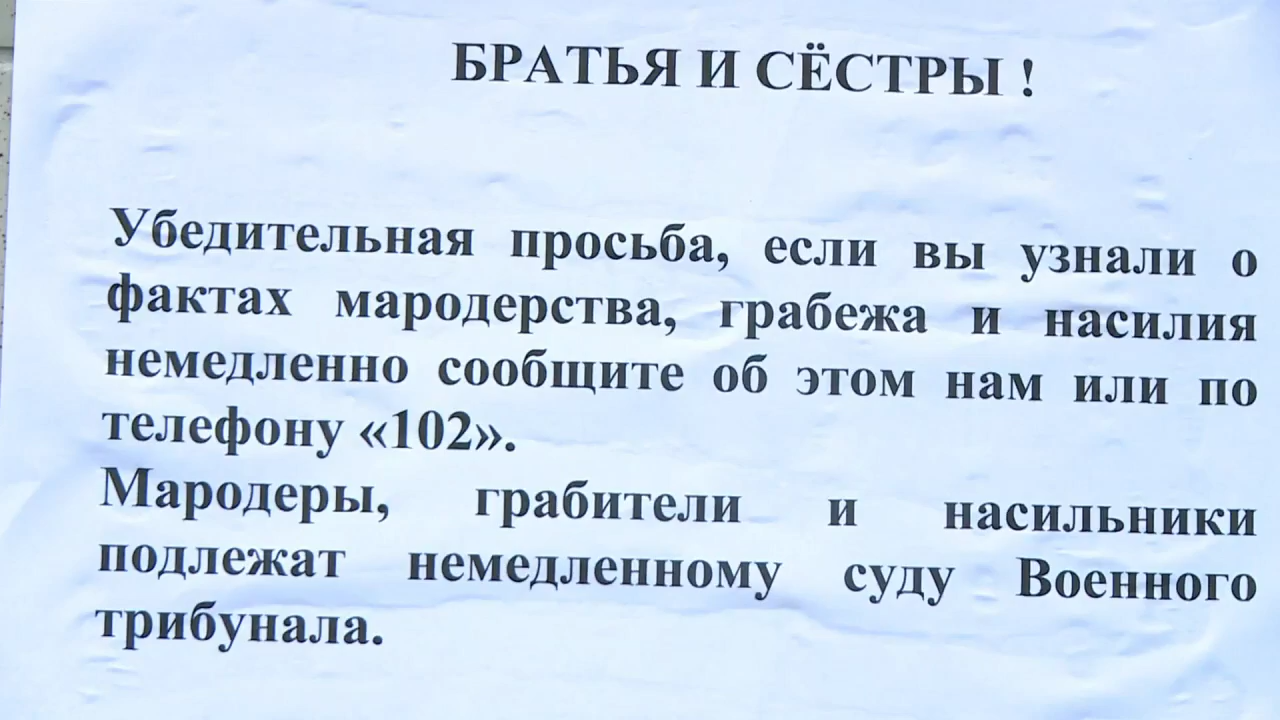 БРАТЬЯ И СЁСТРЫ !
Убедительная просьба, если вы узнали о
фактах мародерства, грабежа и насилия
немедленно сообщите об этом нам или по
телефону «102».
Мародеры, грабители и насильники
подлежат немедленному суду Военного
трибунала.